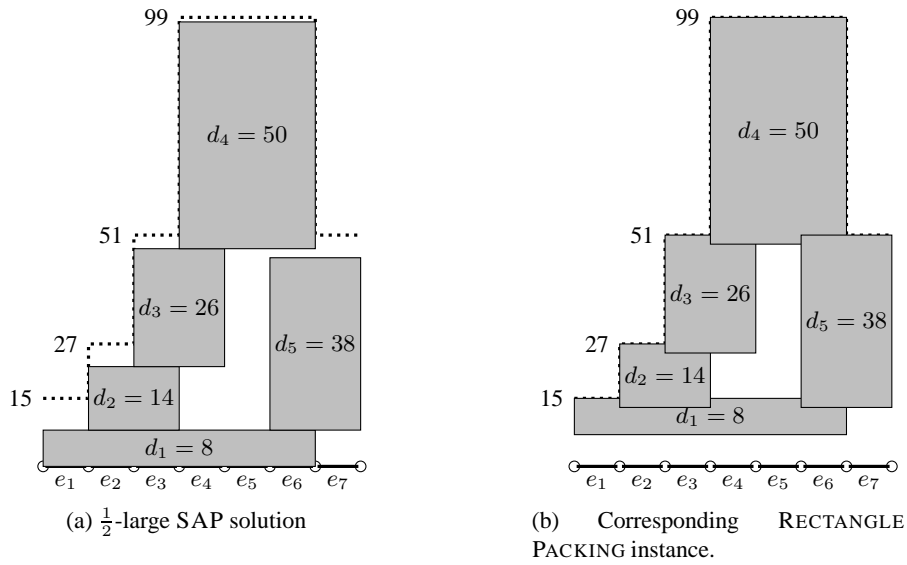 99
d₄ = 50
51
d₃ = 26
27
d₅ = 38
15
d₂ = 14
d₁ = 8
e₁ e₂ e₃ e₄ e₅ e₆ e₇
(a) ½-large SAP solution
99
d₄ = 50
51
d₃ = 26
27
d₅ = 38
d₂ = 14
15
d₁ = 8
e₁ e₂ e₃ e₄ e₅ e₆ e₇
(b) Corresponding RECTANGLE
PACKING instance.